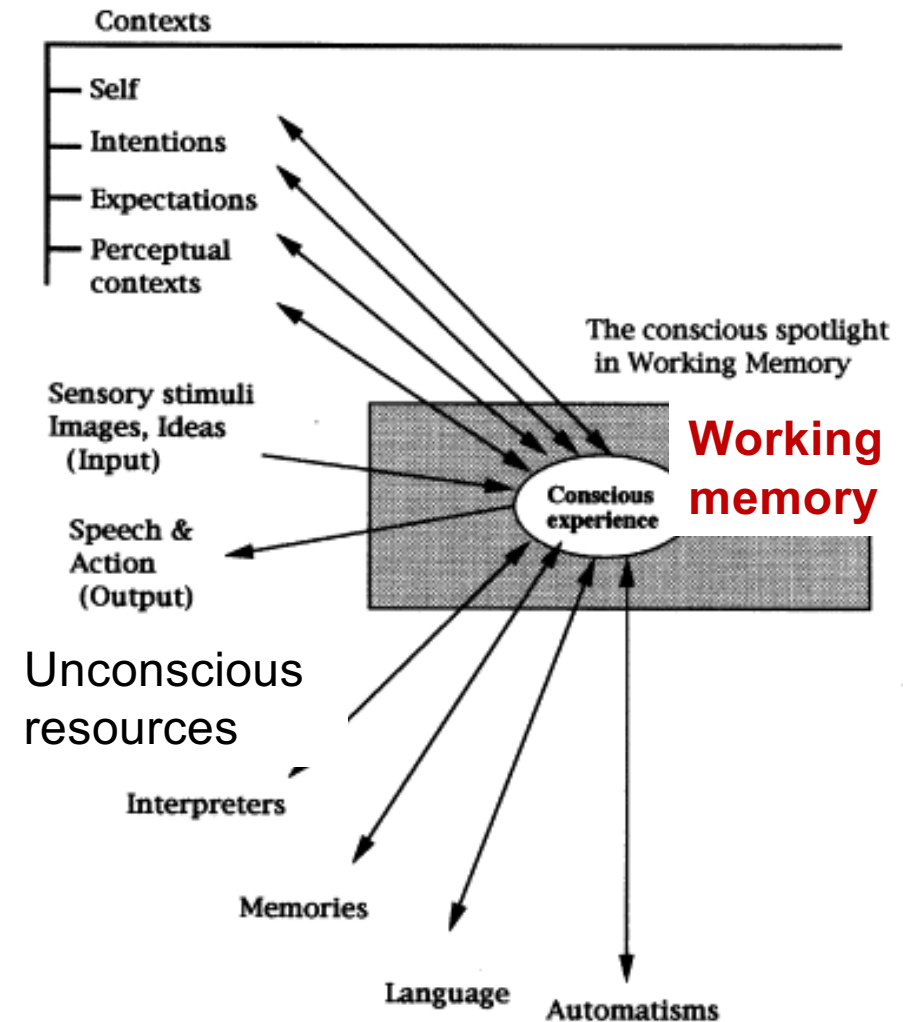 Contexts
Self
Intentions
Expectations
Perceptual
contexts
The conscious spotlight
in Working Memory
Sensory stimuli
Images, Ideas
(Input)
Working
memory
Conscious
experience
Speech &
Action
(Output)
Unconscious
resources
Interpreters
Memories
Language
Automatisms